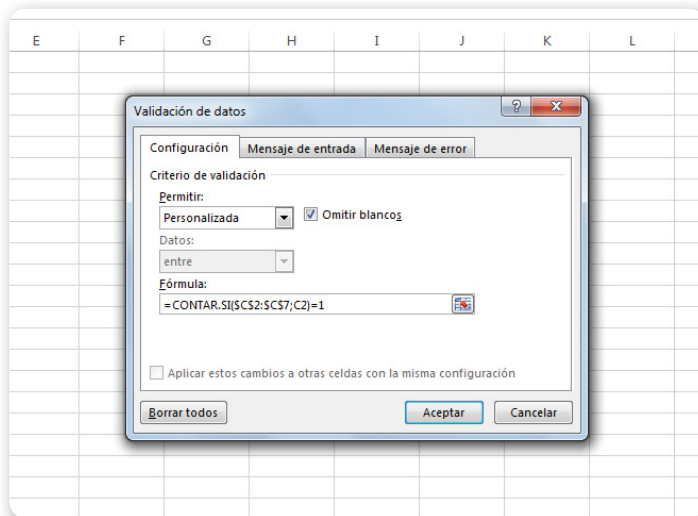 E F G H I J K L
Validación de datos
Configuración Mensaje de entrada Mensaje de error
Criterio de validación
Permitir:
Personalizada Omitir blancos
Datos:
entre
Fórmula:
=CONTAR.SI($C$2:$C$7;C2)=1
Aplicar estos cambios a otras celdas con la misma configuración
Borrar todos Aceptar Cancelar